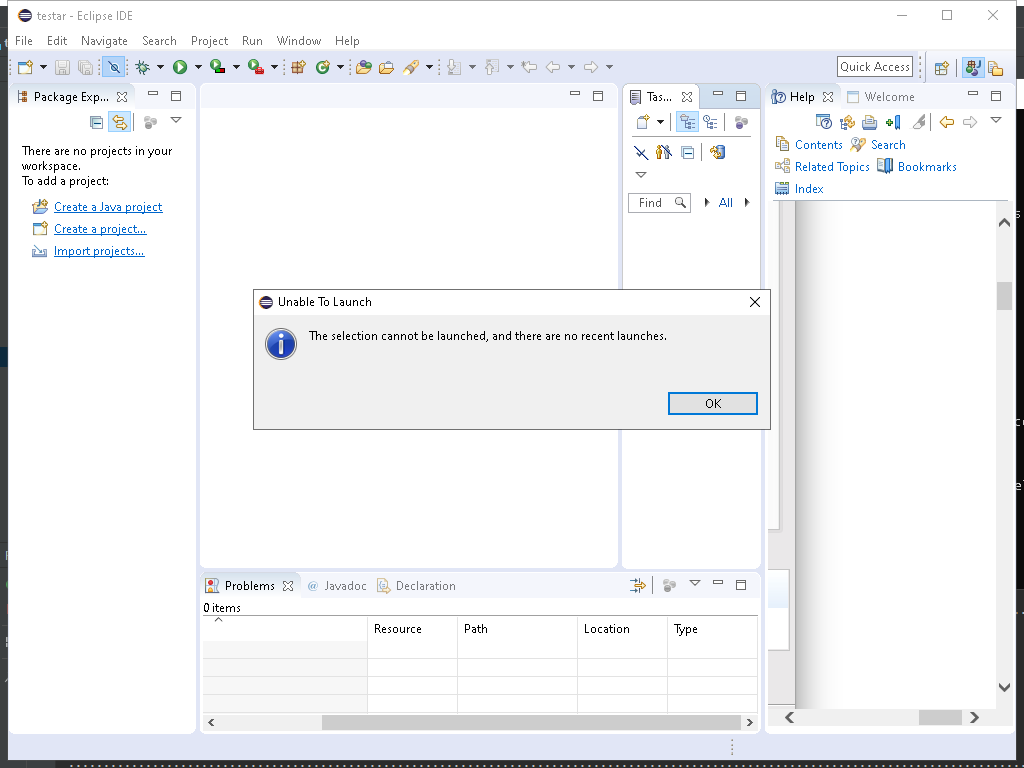 testar - Eclipse IDE
File Edit Navigate Search Project Run Window Help
Quick Access
Package Exp...
There are no projects in your
workspace.
To add a project:
Create a Java project
Create a project...
Import projects...
Tas...
Find
All
Help
Welcome
Contents Search
Related Topics Bookmarks
Index
Unable To Launch
The selection cannot be launched, and there are no recent launches.
OK
Problems @ Javadoc Declaration
0 items
Resource Path Location Type